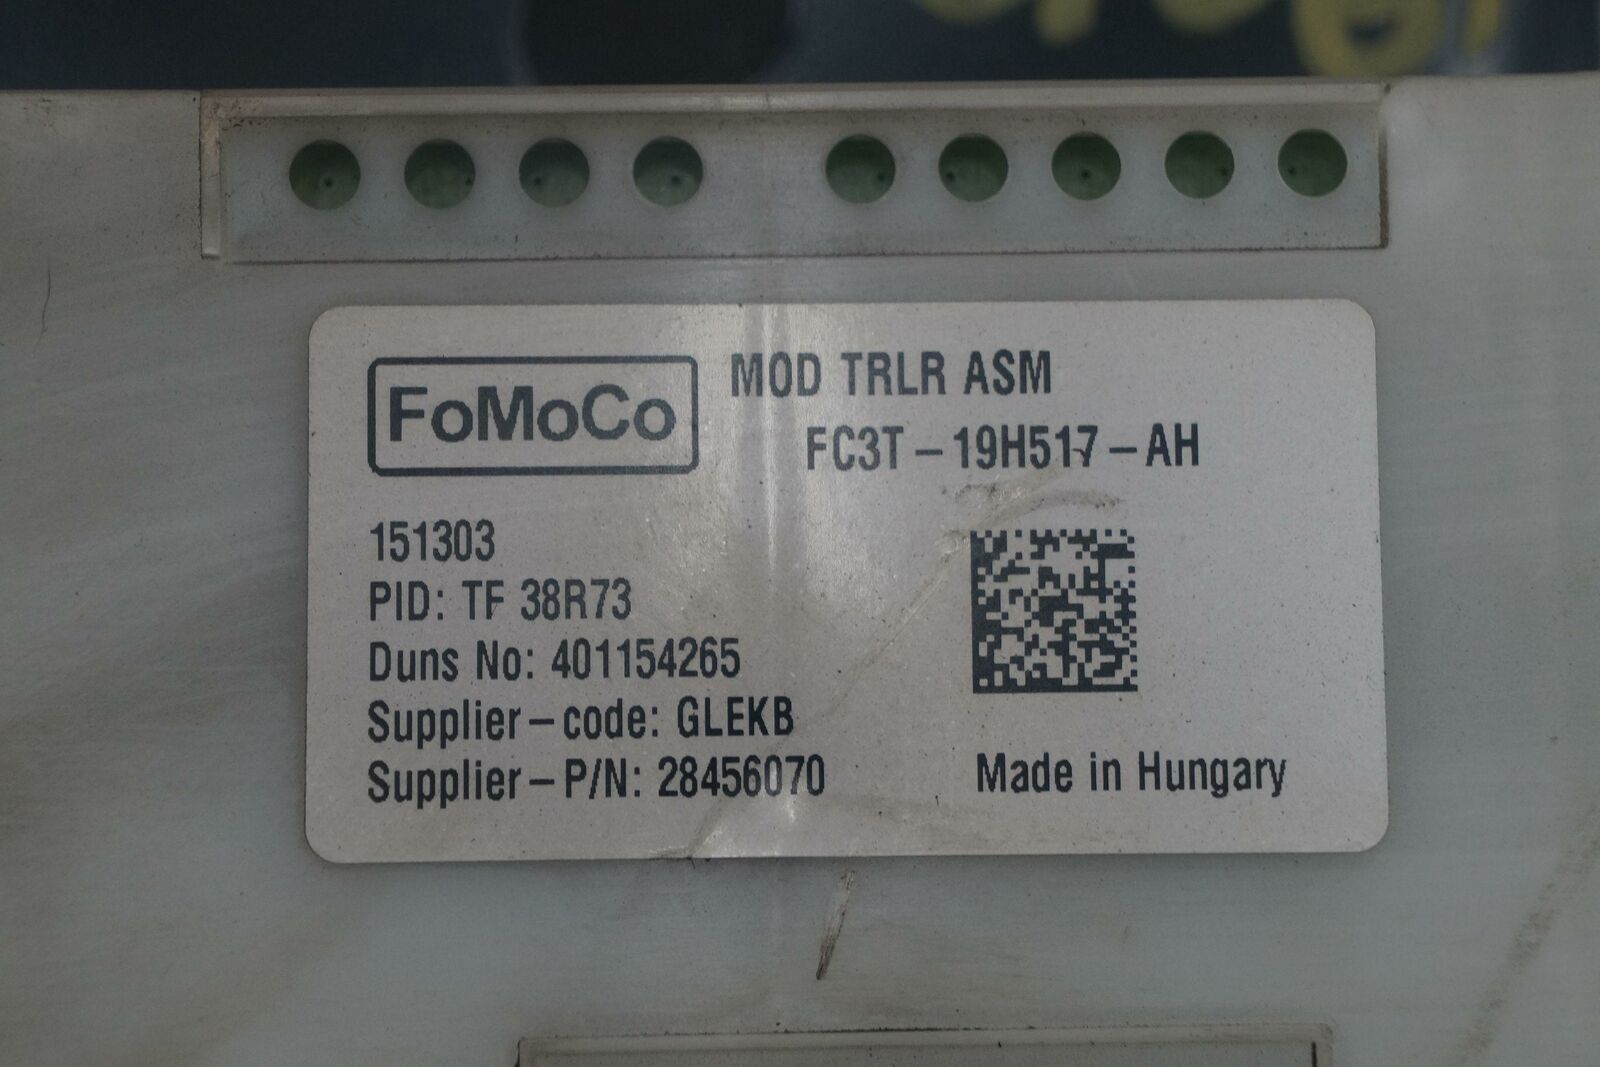 FoMoCo
MOD TRLR ASM
FC3T-19H517-AH
151303
PID: TF 38R73
Duns No: 401154265
Supplier-code: GLEKB
Supplier-P/N: 28456070
Made in Hungary